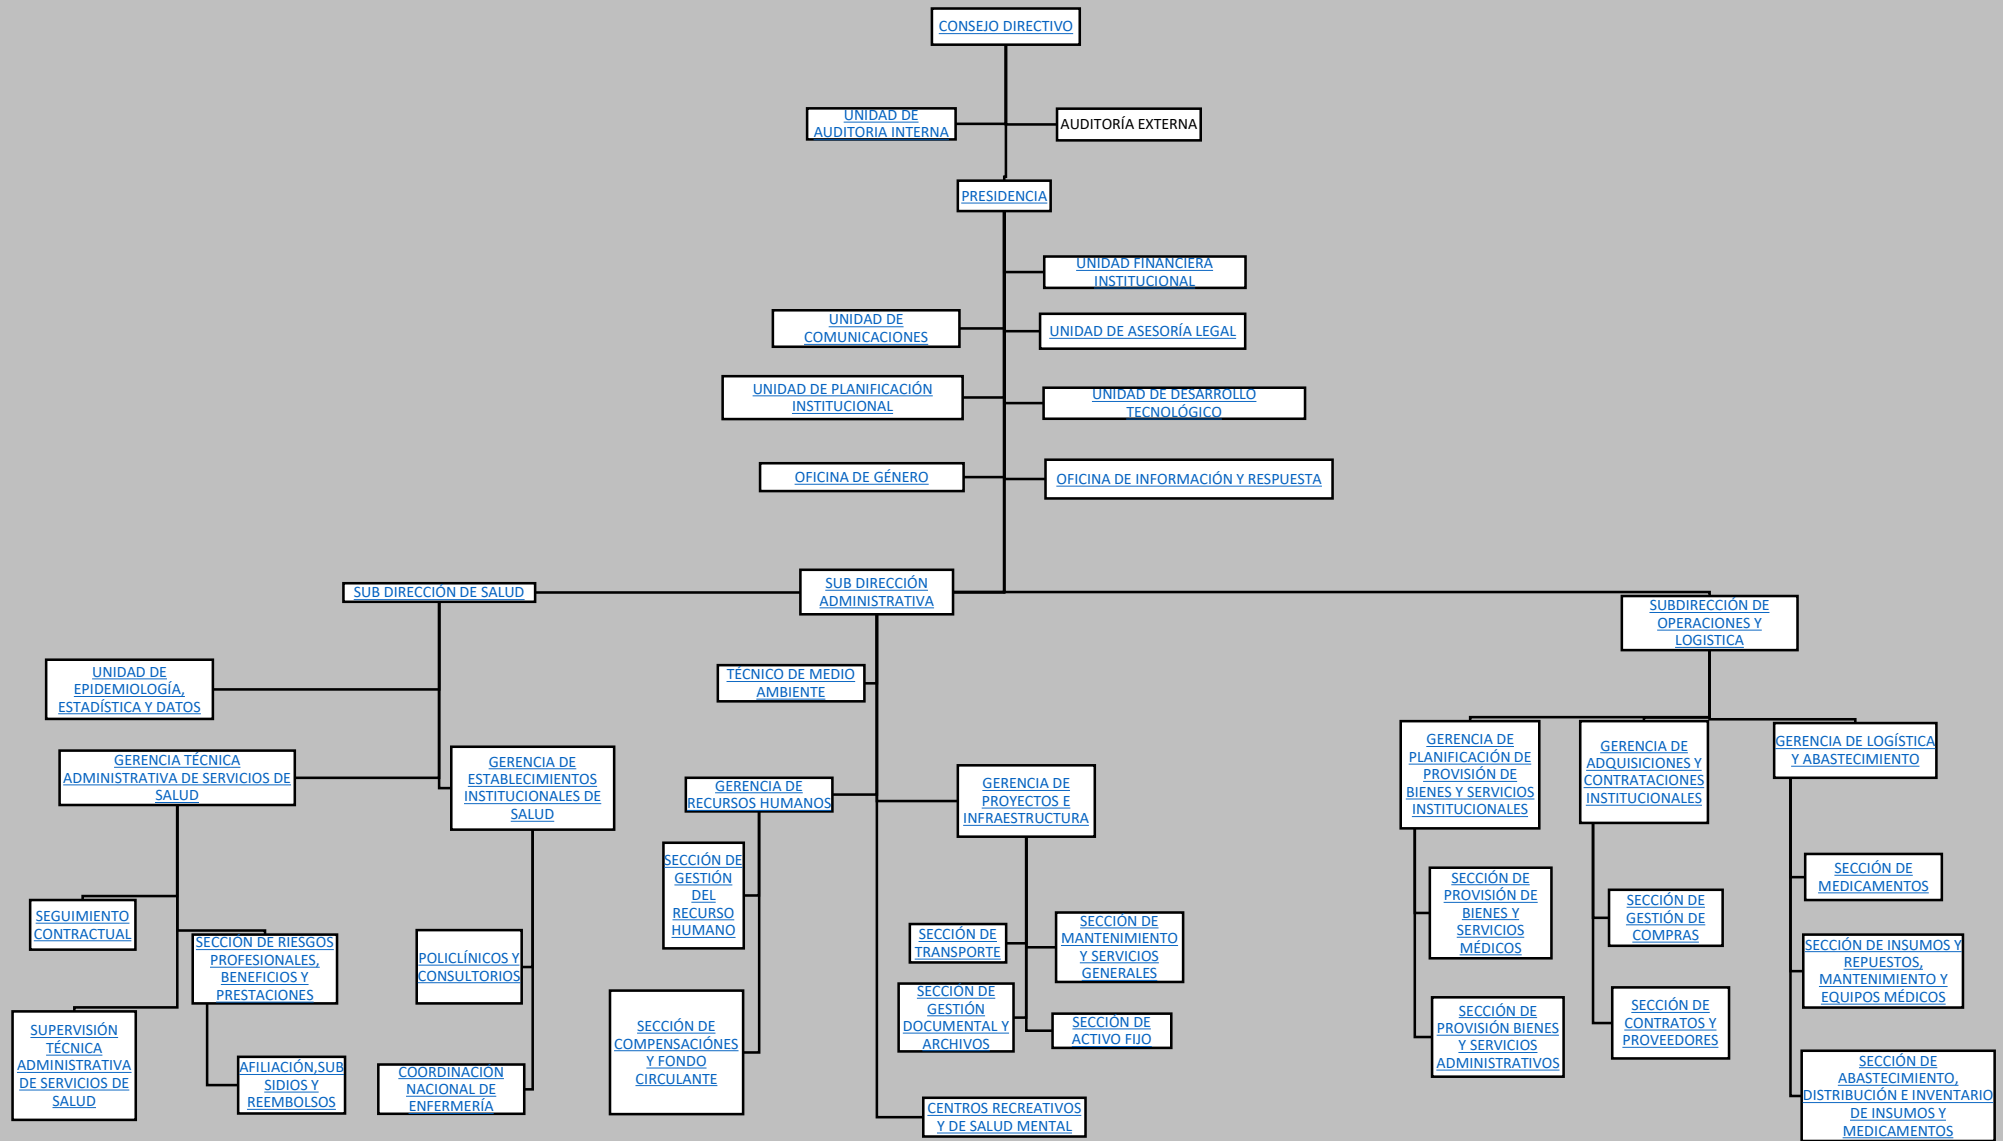 CONSEJO DIRECTIVO
UNIDAD DE
AUDITORIA INTERNA
AUDITORÍA EXTERNA
PRESIDENCIA
UNIDAD FINANCIERA
INSTITUCIONAL
UNIDAD DE
COMUNICACIONES
UNIDAD DE ASESORÍA LEGAL
UNIDAD DE PLANIFICACIÓN
INSTITUCIONAL
UNIDAD DE DESARROLLO
TECNOLÓGICO
OFICINA DE GÉNERO
OFICINA DE INFORMACIÓN Y RESPUESTA
SUB DIRECCIÓN DE SALUD
SUB DIRECCIÓN
ADMINISTRATIVA
SUBDIRECCIÓN DE
OPERACIONES Y
LOGISTICA
UNIDAD DE
EPIDEMIOLOGÍA,
ESTADÍSTICA Y DATOS
TÉCNICO DE MEDIO
AMBIENTE
GERENCIA TÉCNICA
ADMINISTRATIVA DE SERVICIOS DE
SALUD
GERENCIA DE
ESTABLECIMIENTOS
INSTITUCIONALES DE
SALUD
GERENCIA DE
RECURSOS HUMANOS
GERENCIA DE
PROYECTOS E
INFRAESTRUCTURA
GERENCIA DE
PLANIFICACIÓN DE
PROVISIÓN DE
BIENES Y SERVICIOS
INSTITUCIONALES
GERENCIA DE
ADQUISICIONES Y
CONTRATACIONES
INSTITUCIONALES
GERENCIA DE LOGÍSTICA
Y ABASTECIMIENTO
SEGUIMIENTO
CONTRACTUAL
SECCIÓN DE RIESGOS
PROFESIONALES,
BENEFICIOS Y
PRESTACIONES
POLICLÍNICOS Y
CONSULTORIOS
SECCIÓN DE
GESTIÓN
DEL
RECURSO
HUMANO
SECCIÓN DE
TRANSPORTE
SECCIÓN DE
MANTENIMIENTO
Y SERVICIOS
GENERALES
SECCIÓN DE
PROVISIÓN DE
BIENES Y
SERVICIOS
MÉDICOS
SECCIÓN DE
GESTIÓN DE
COMPRAS
SECCIÓN DE
MEDICAMENTOS
SECCIÓN DE INSUMOS Y
REPUESTOS,
MANTENIMIENTO Y
EQUIPOS MÉDICOS
SUPERVISIÓN
TÉCNICA
ADMINISTRATIVA
DE SERVICIOS DE
SALUD
AFILIACIÓN,SUB
SIDIOS Y
REEMBOLSOS
COORDINACIÓN
NACIONAL DE
ENFERMERÍA
SECCIÓN DE
COMPENSACIÓNES
Y FONDO
CIRCULANTE
SECCIÓN DE
GESTIÓN
DOCUMENTAL Y
ARCHIVOS
SECCIÓN DE
ACTIVO FIJO
SECCIÓN DE
PROVISIÓN BIENES
Y SERVICIOS
ADMINISTRATIVOS
SECCIÓN DE
CONTRATOS Y
PROVEEDORES
SECCIÓN DE
ABASTECIMIENTO,
DISTRIBUCIÓN E INVENTARIO
DE INSUMOS Y
MEDICAMENTOS
CENTROS RECREATIVOS
Y DE SALUD MENTAL